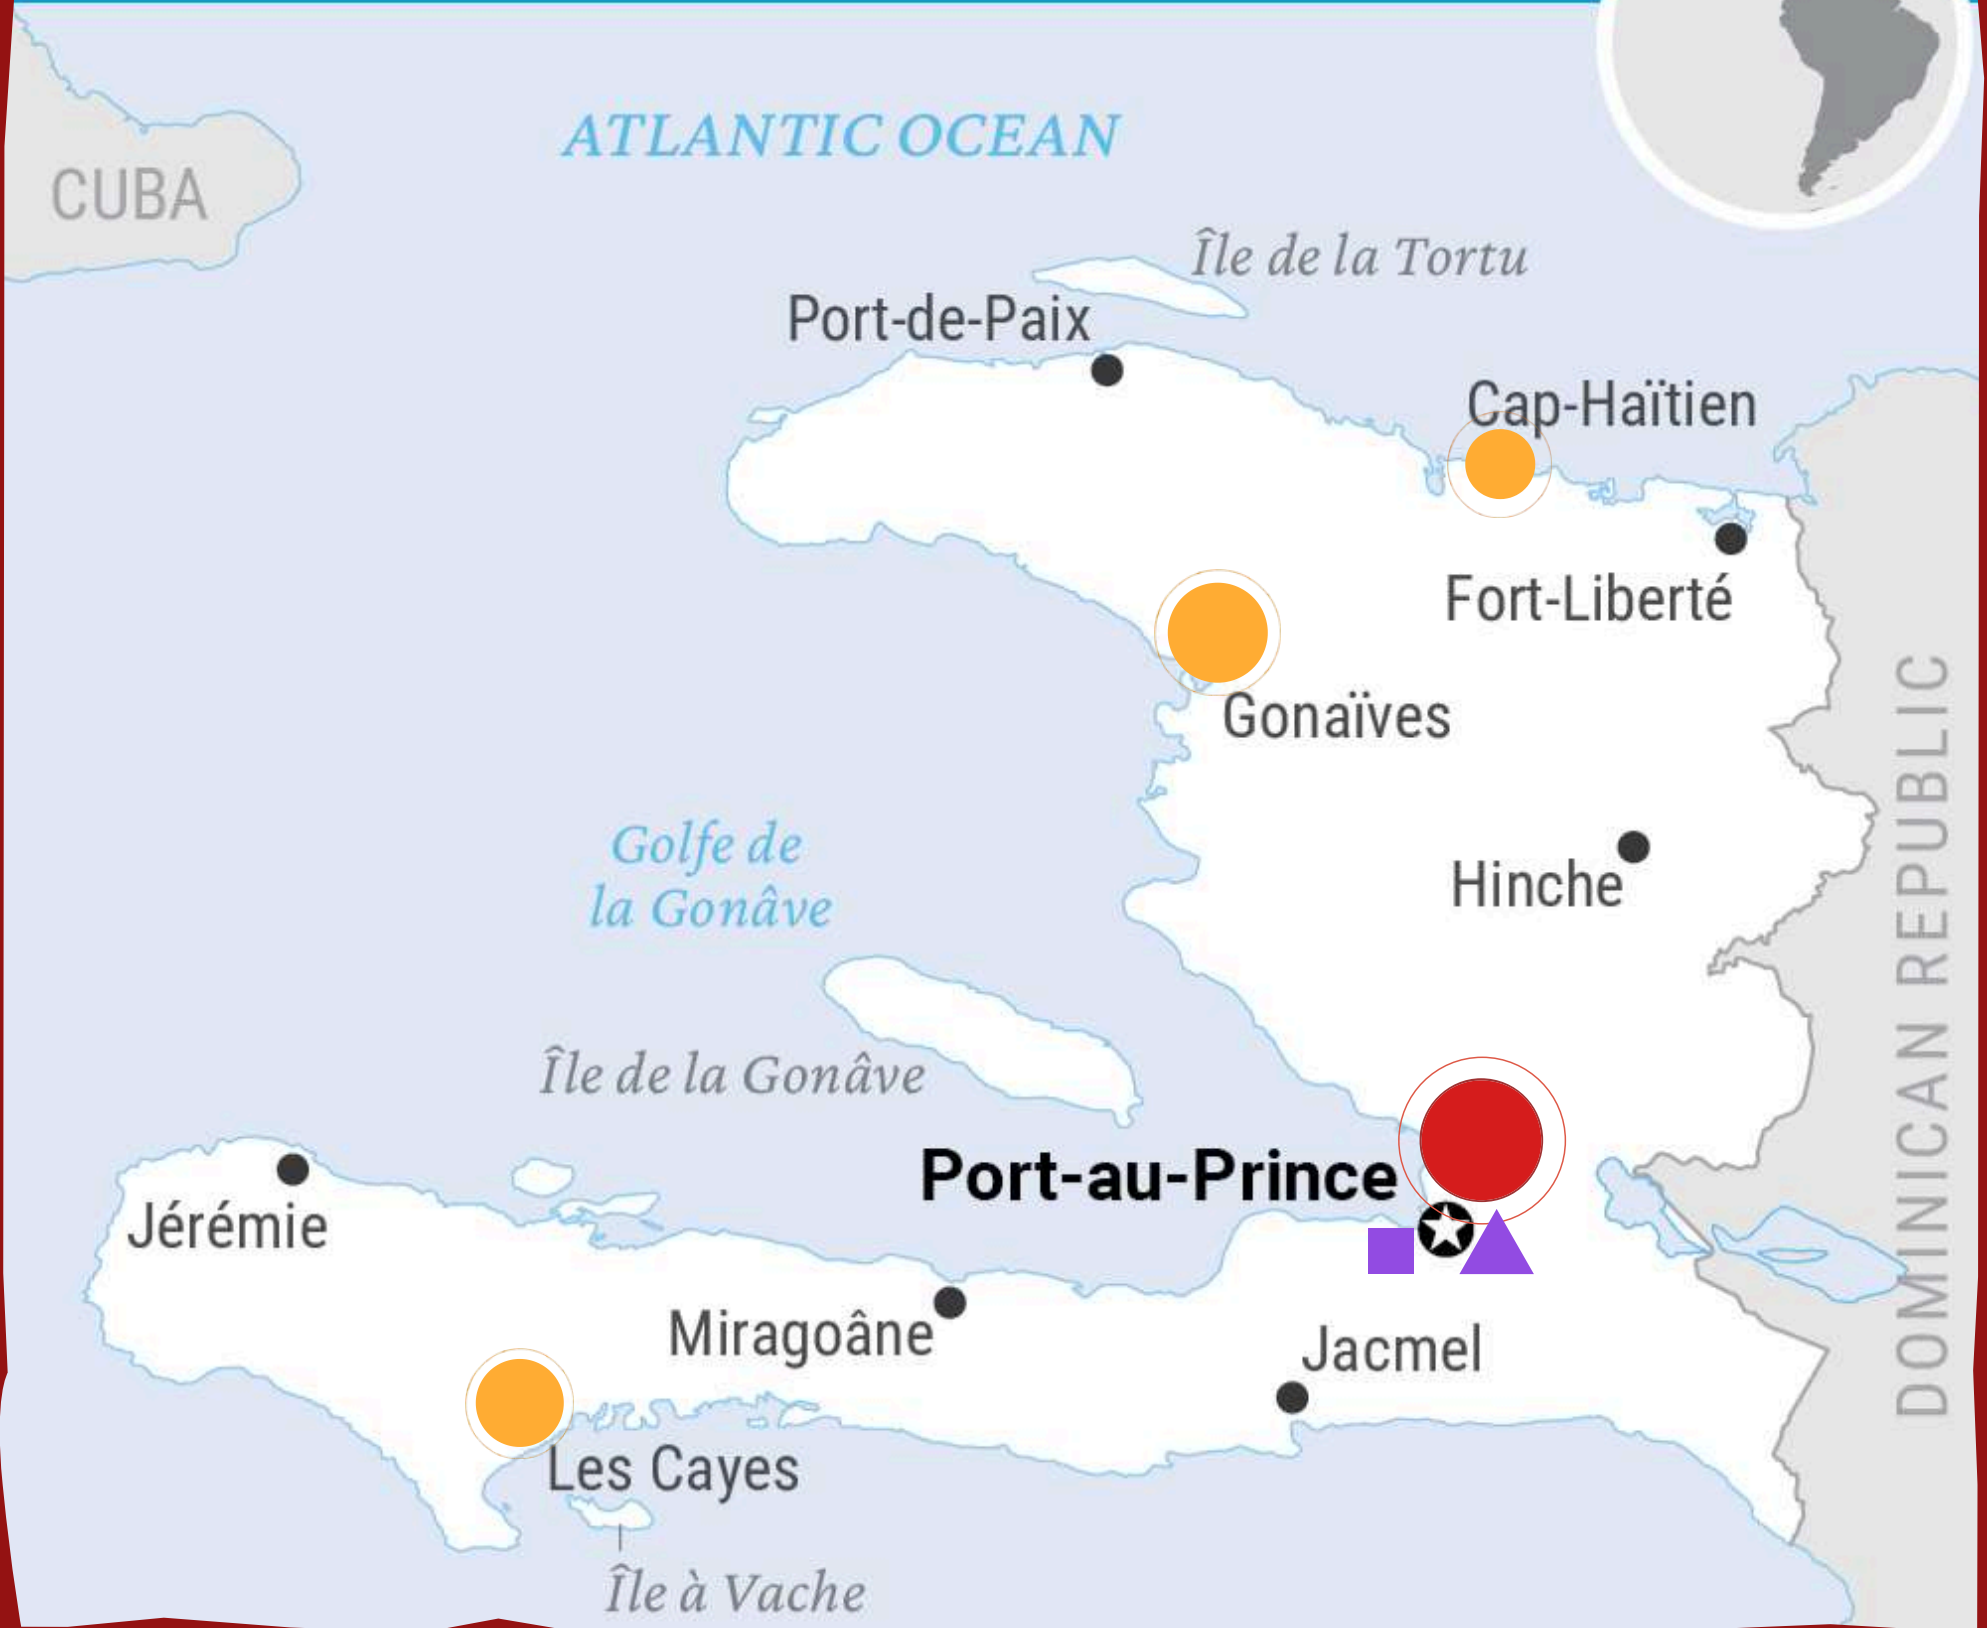 ATLANTIC OCEAN
CUBA
Île de la Tortu
Port-de-Paix
Cap-Haïtien
Fort-Liberté
Gonaïves
Golfe de
la Gonâve
Hinche
Île de la Gonâve
Port-au-Prince
Jérémie
Miragoâne
Jacmel
Les Cayes
Île à Vache
DOMINICAN REPUBLIC